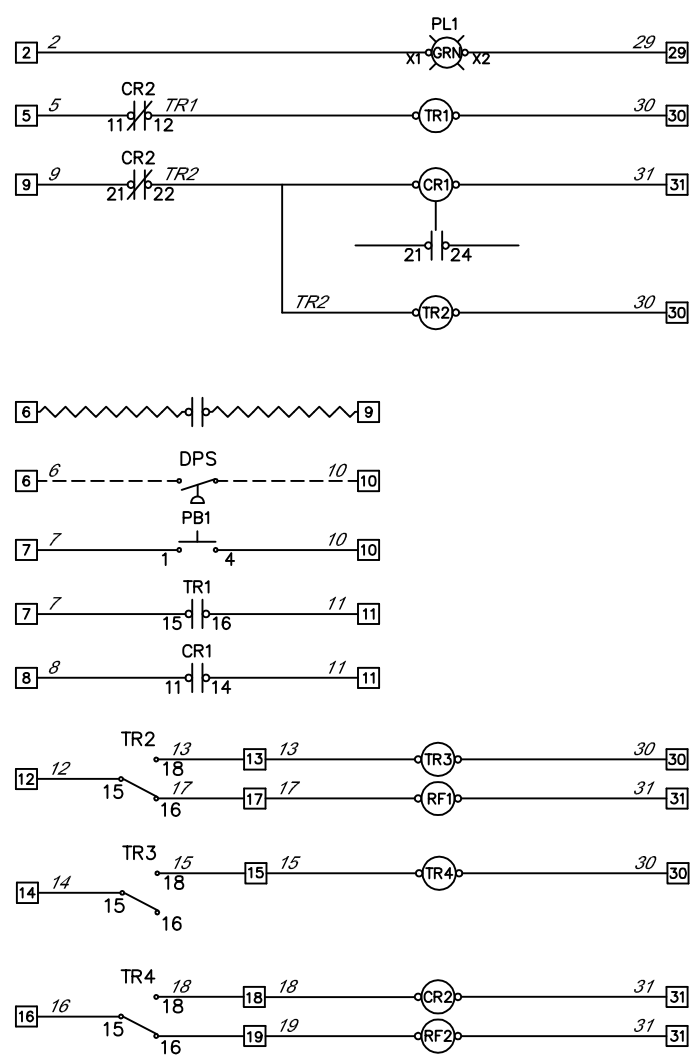 PL1
2 2 X1 GRN X2 29 29
CR2
5 5 TR1 TR1 30 30
11 12
CR2
9 9 TR2 CR1 31 31
21 22
21 24
TR2 TR2 30 30
6 9
DPS
6 6 10 10
PB1
7 7 10 10
1 4
TR1
7 7 11 11
15 16
CR1
8 8 11 11
11 14
TR2
13 13 13 TR3 30 30
18
12 12
15
17 17 17 RF1 31 31
16
TR3
15 15 15 TR4 30 30
18
14 14
15
16
TR4
18 18 18 CR2 31 31
18
16 16
15
19 19 RF2 31 31
16